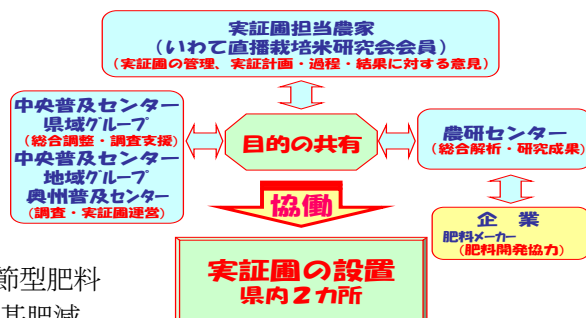 実証圃担当農家
(いわて直播栽培米研究会会員)
(実証圃の管理、実証計画・過程・結果に対する意見)
中央普及センター
県域グループ
(総合調整・調査支援)
中央普及センター
地域グループ
奥州普及センター
(調査・実証圃運営)
目的の共有
農研センター
(総合解析・研究成果)
協働
企 業
肥料メーカー
(肥料開発協力)
実証圃の設置
県内2カ所
節型肥料
基肥減